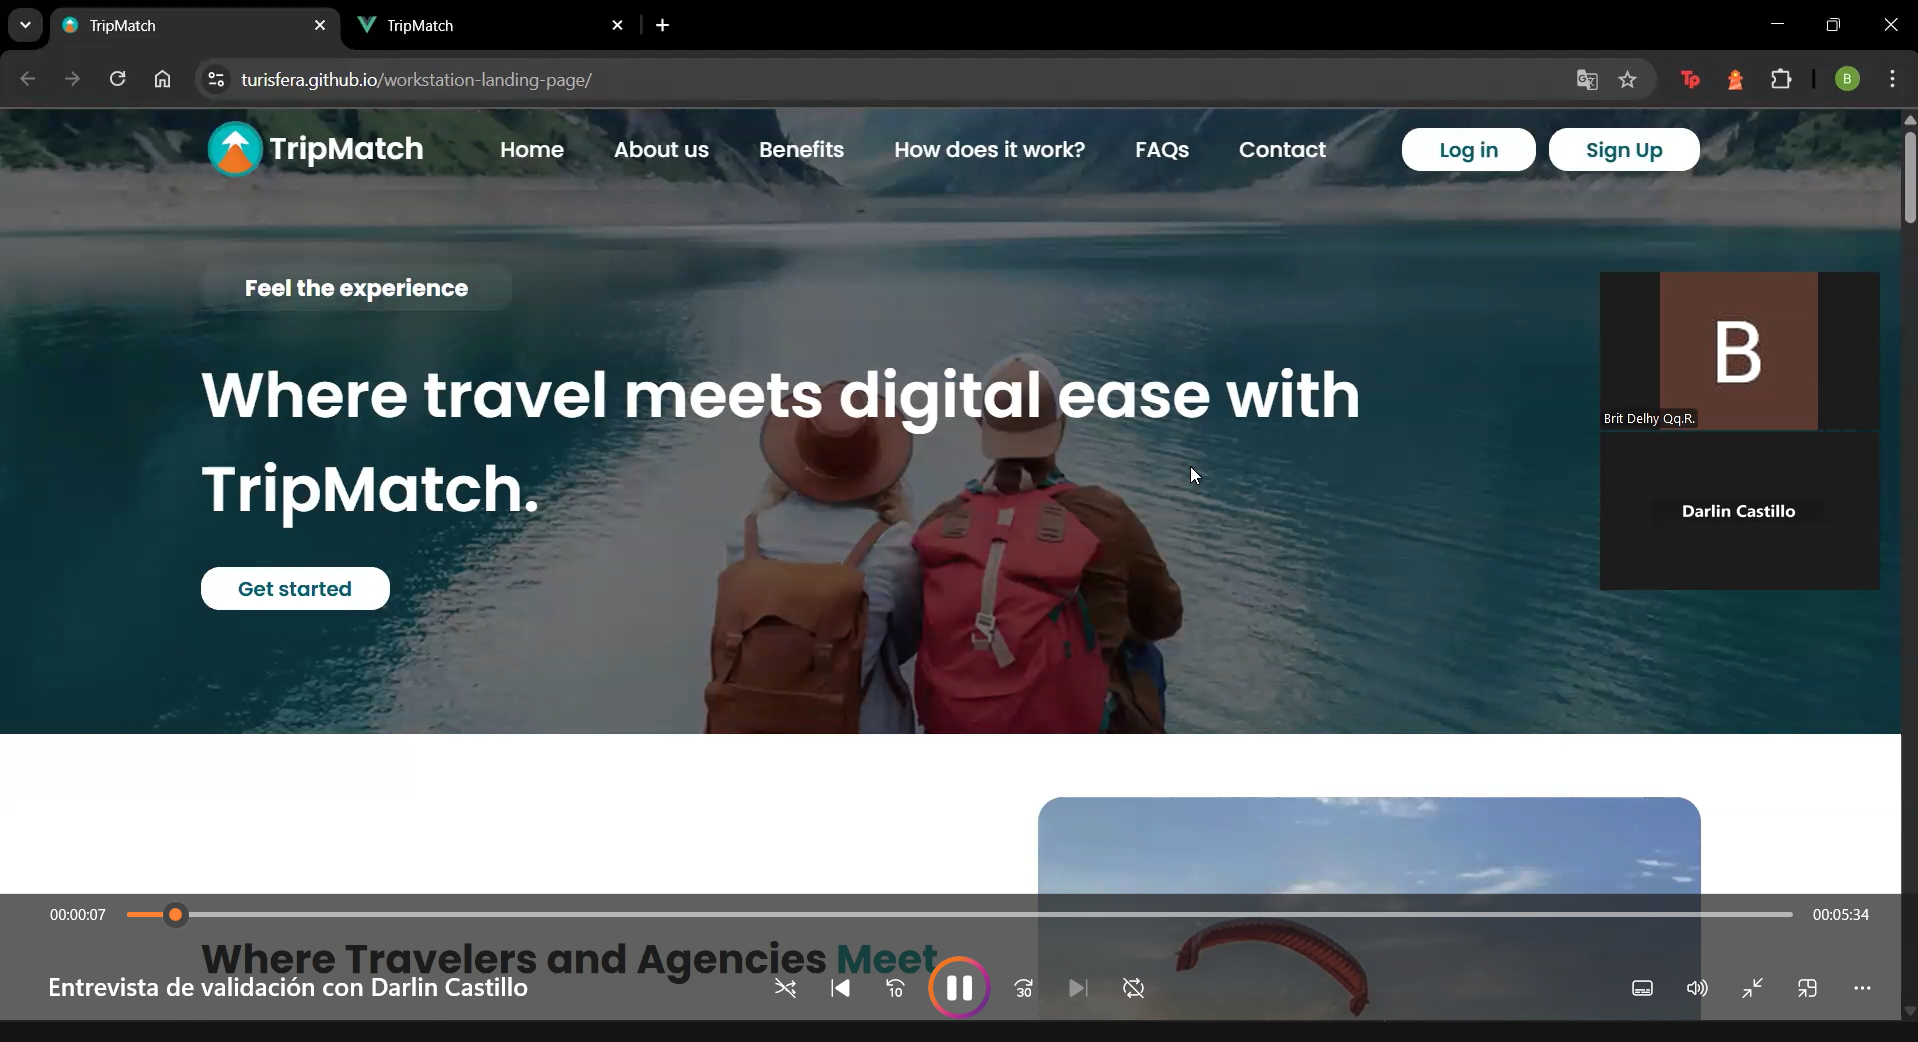 TripMatch
TripMatch
turisfera.github.io/workstation-landing-page/
Tp
B
TripMatch
Home
About us
Benefits
How does it work?
FAQs
Contact
Log in
Sign Up
Feel the experience
Where travel meets digital ease with
TripMatch.
Get started
B
Brit Delhy Qq.R.
Darlin Castillo
00:00:07
00:05:34
Where Travelers and Agencies Meet
Entrevista de validación con Darlin Castillo
10
30